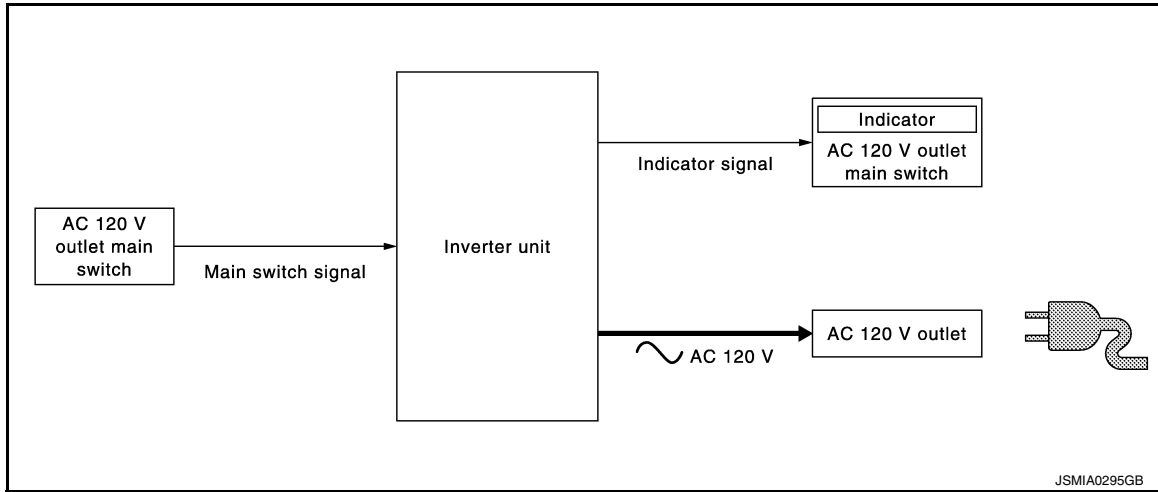 AC 120 V
outlet main
switch
Main switch signal
Inverter unit
Indicator signal
Indicator
AC 120 V outlet
main switch
AC 120 V
AC 120 V outlet
JSMIA0295GB